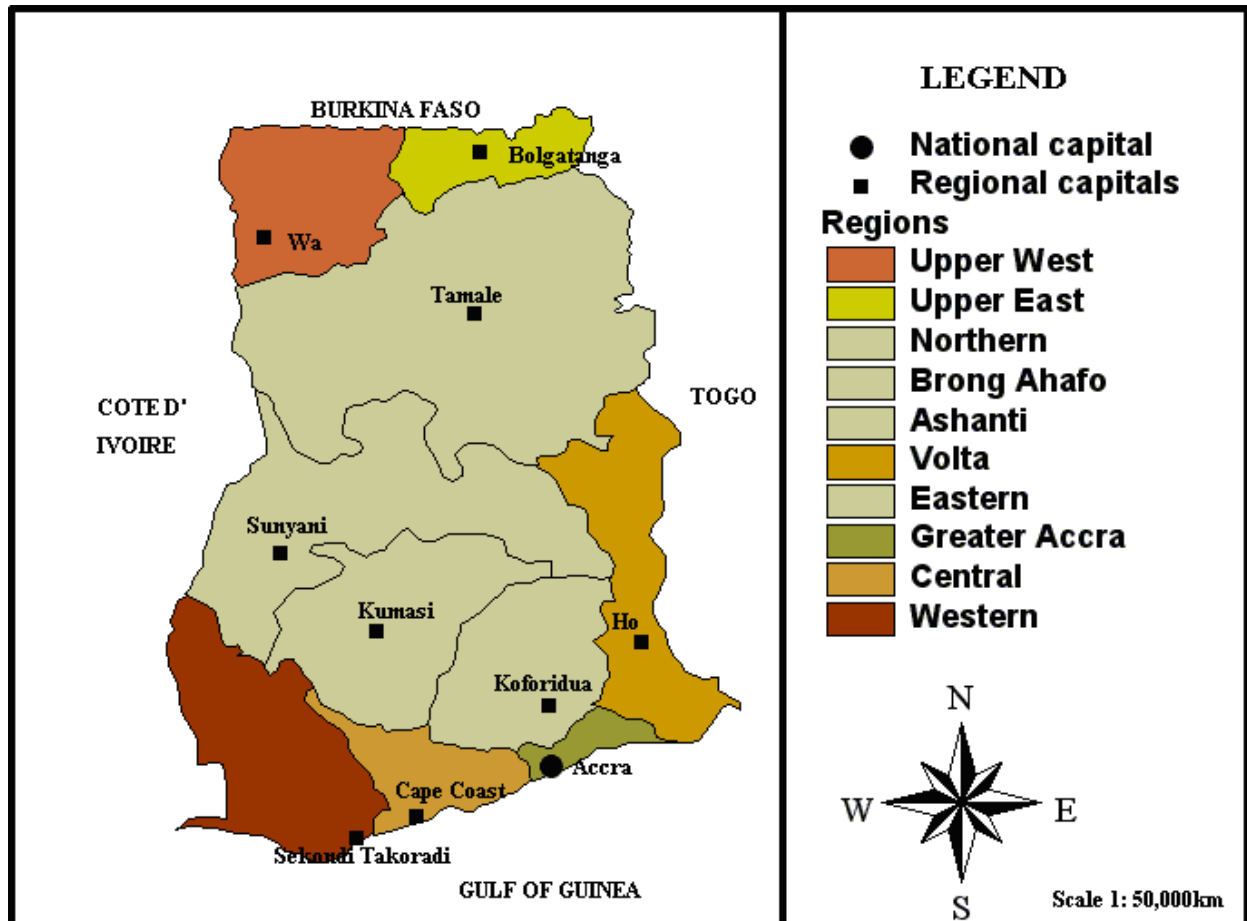 BURKINA FASO
Bolgatanga
Wa
Tamale
COTE D'
IVOIRE
TOGO
Sunyani
Kumasi
Ho
Koforidua
Accra
Cape Coast
Sekondi Takoradi
GULF OF GUINEA
LEGEND
National capital
Regional capitals
Regions
Upper West
Upper East
Northern
Brong Ahafo
Ashanti
Volta
Eastern
Greater Accra
Central
Western
N
W
E
S
Scale 1: 50,000km